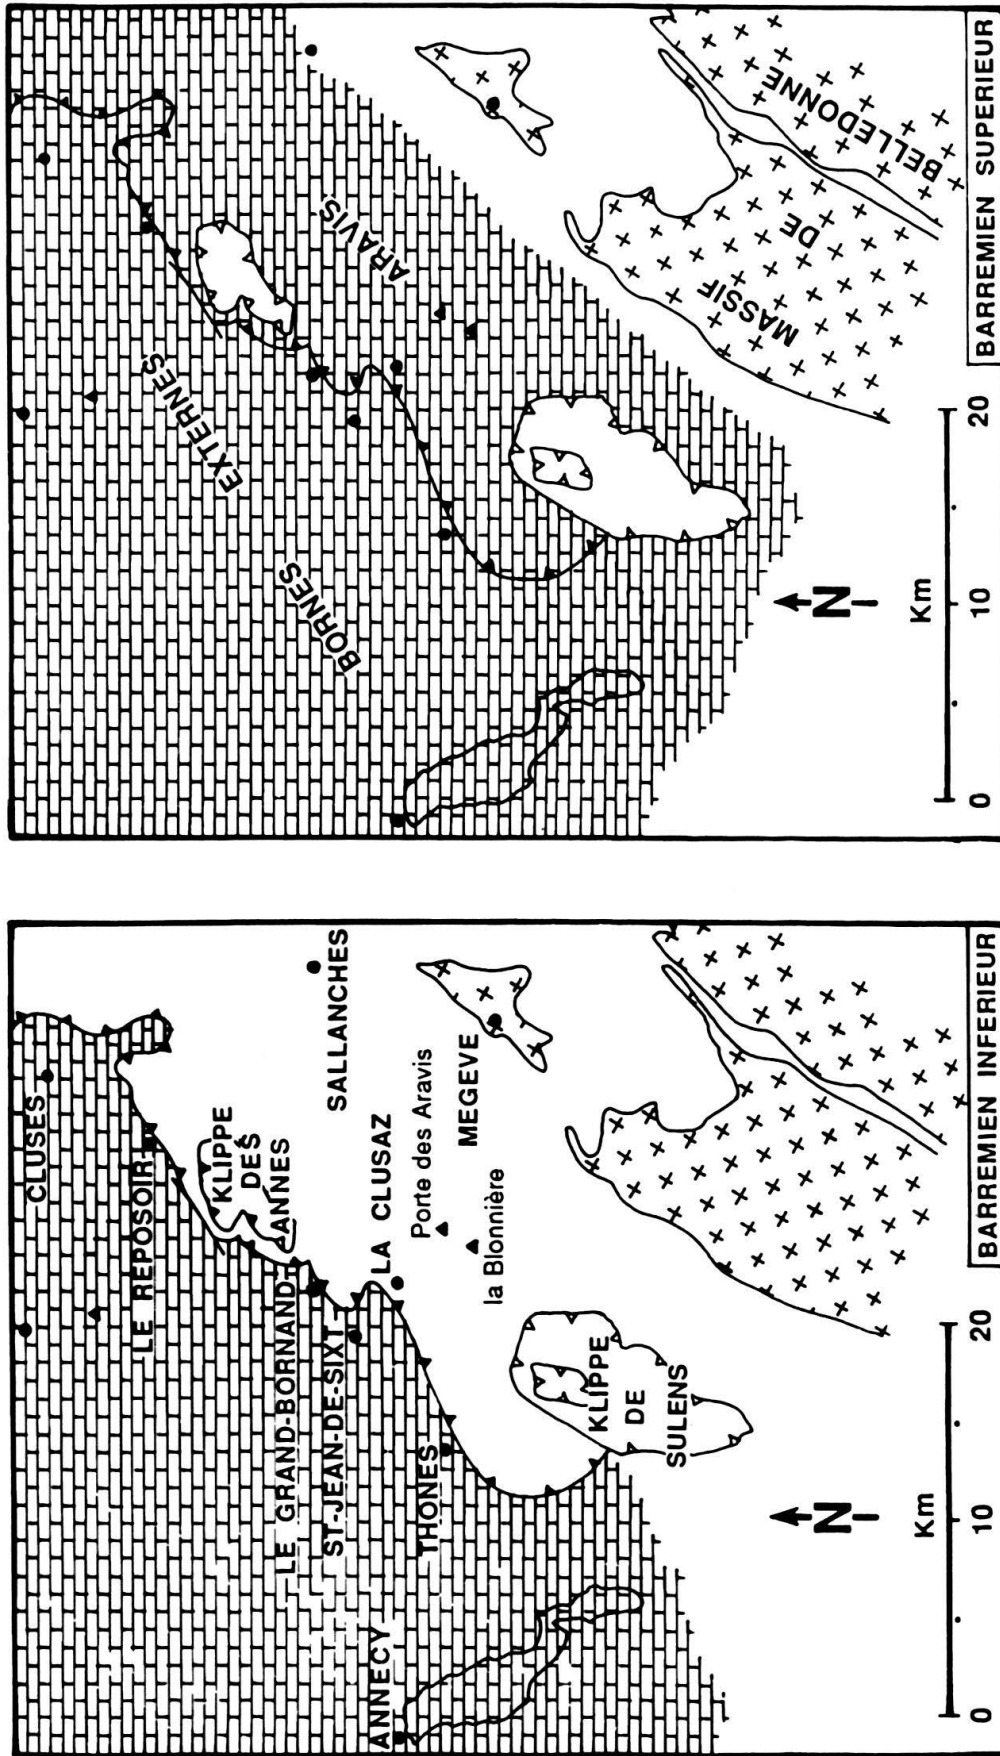 CLUSES
LE REPOSOIR
KLIPPE
DES
ANNES
SALLANCHES
LE GRAND-BORNAND
ST-JEAN-DE-SIXT
LA CLUSAZ
Porte des Aravis
MEGEVE
la Blonnière
ANNECY
THONES
KLIPPE
DE
SULENS
N
Km
0 10 20
BARREMIEN INFERIEUR
BORNES
EXTERNES
ARAVIS
MASSIF
DE
BELLEDONNE
N
Km
0 10 20
BARREMIEN SUPERIEUR